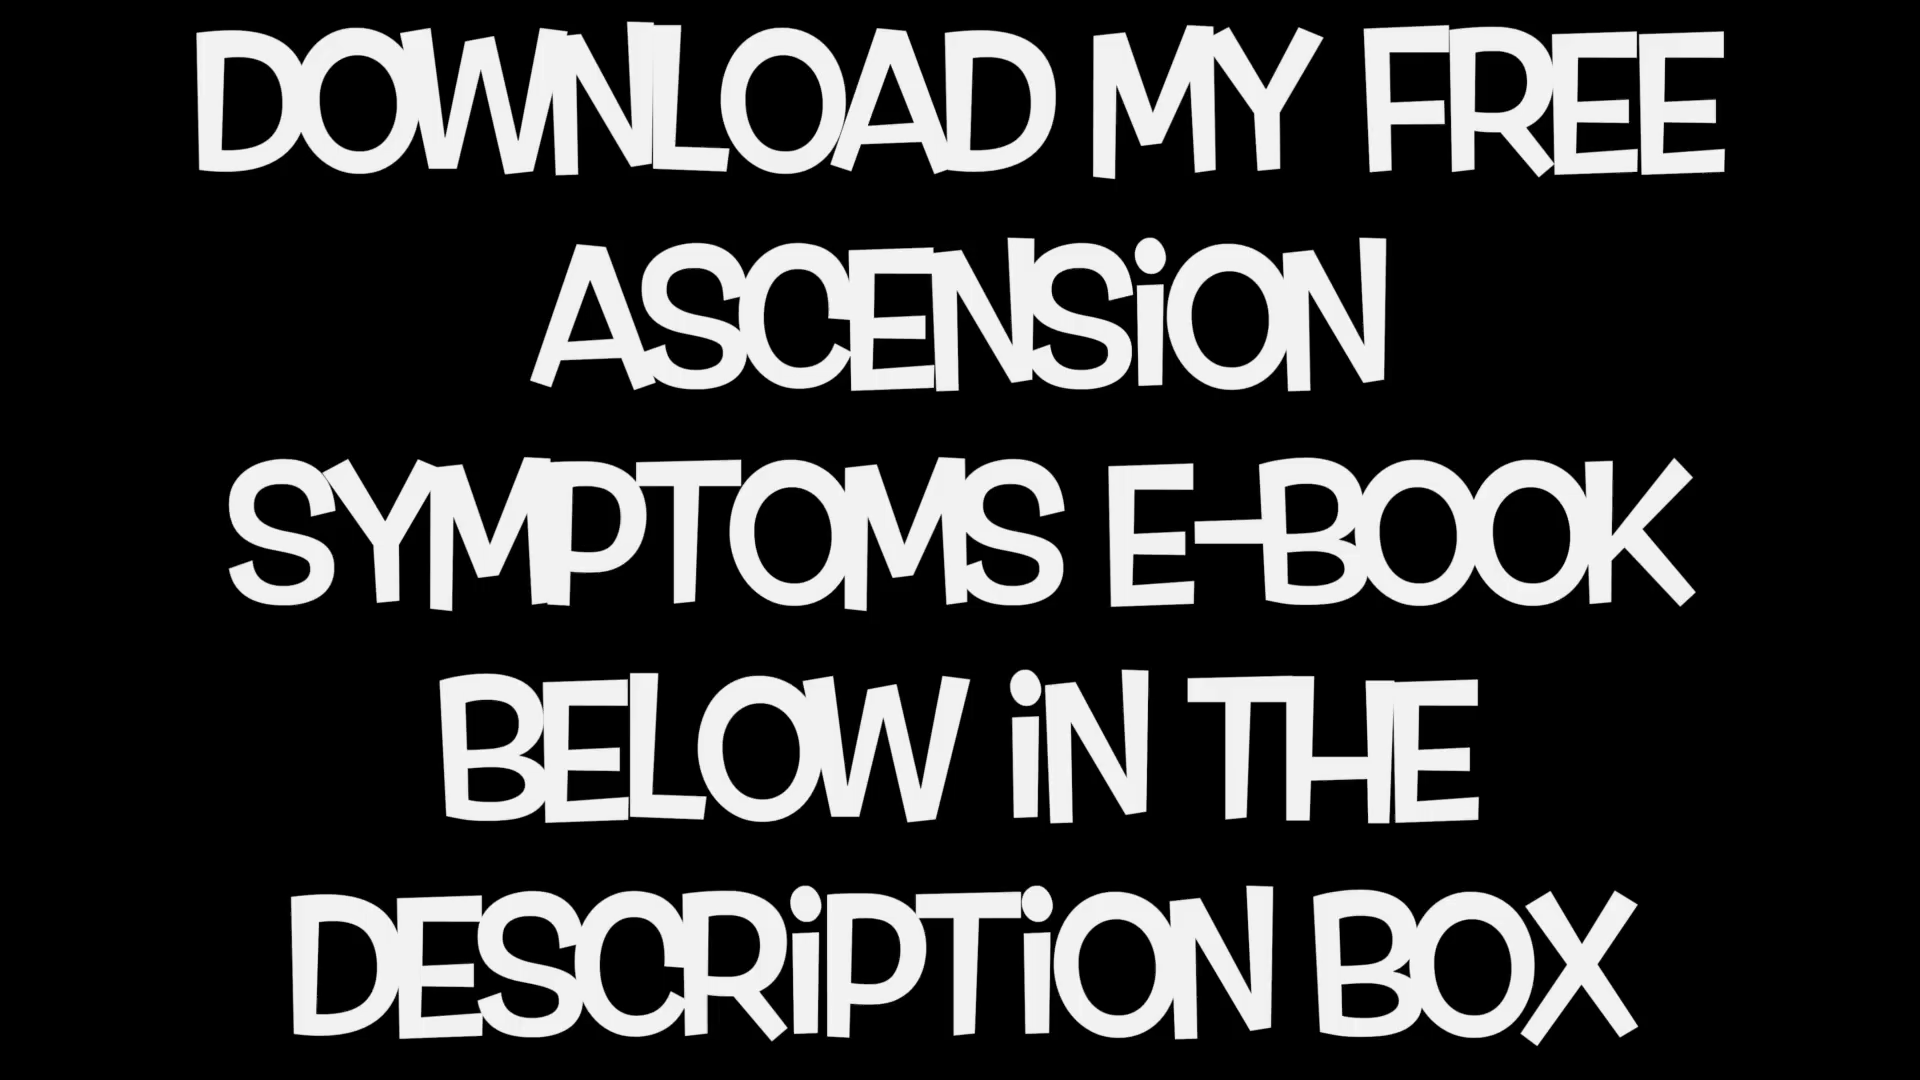 DOWNLOAD MY FREE
ASCENSiON
SYMPTOMS E-BOOK
BELOW iN THE
DESCRiPTiON BOX